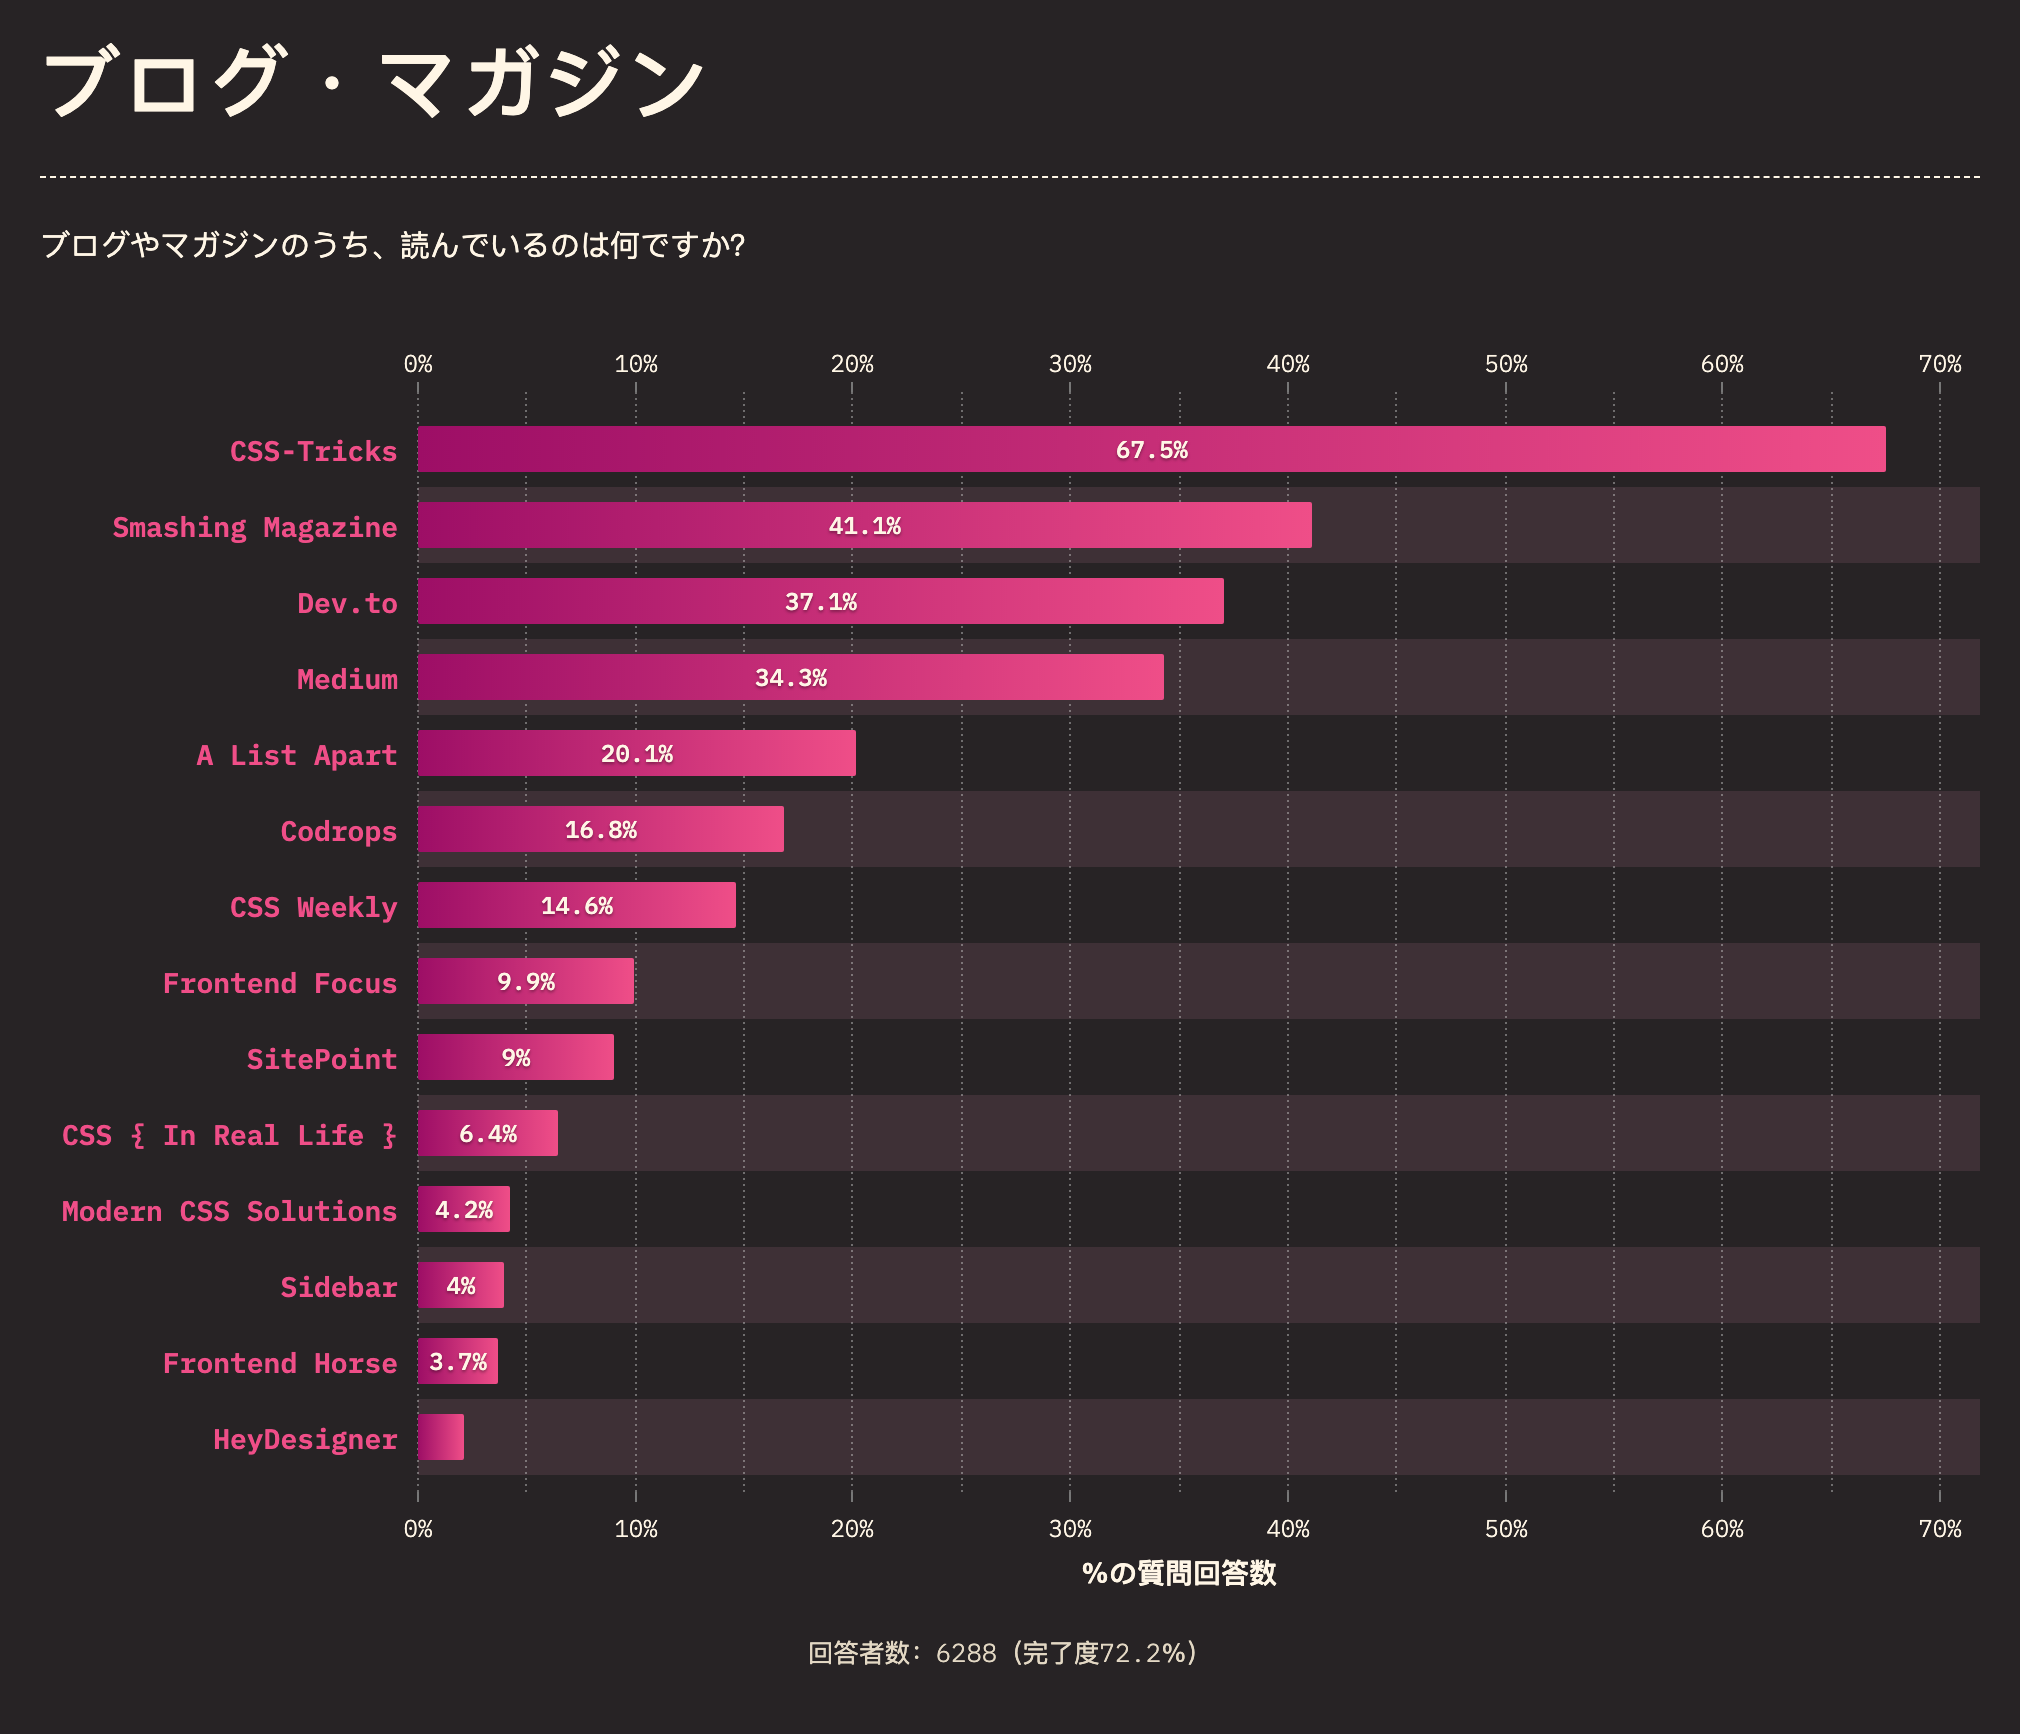 ブログ・マガジン
ブログやマガジンのうち、読んでいるのは何ですか?
0% 10% 20% 30% 40% 50% 60% 70%
CSS-Tricks 67.5%
Smashing Magazine 41.1%
Dev.to 37.1%
Medium 34.3%
A List Apart 20.1%
Codrops 16.8%
CSS Weekly 14.6%
Frontend Focus 9.9%
SitePoint 9%
CSS { In Real Life } 6.4%
Modern CSS Solutions 4.2%
Sidebar 4%
Frontend Horse 3.7%
HeyDesigner
0% 10% 20% 30% 40% 50% 60% 70%
%の質問回答数
回答者数: 6288 (完了度72.2%)